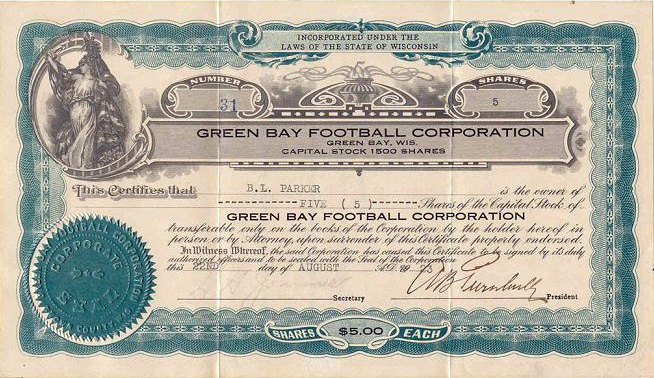 INCORPORATED UNDER THE
LAWS OF THE STATE OF WISCONSIN
NUMBER
31
SHARES
5
GREEN BAY FOOTBALL CORPORATION
GREEN BAY, WIS.
CAPITAL STOCK 1500 SHARES
This Certifies that B.L. PARKER is the owner of
FIVE ( 5 ) Shares of the Capital Stock of
GREEN BAY FOOTBALL CORPORATION
transferable only on the books of the Corporation by the holder hereof in
person or by Attorney, upon surrender of this Certificate properly endorsed.
In Witness Whereof, the said Corporation has caused this Certificate to be signed by its duly
authorized officers and to be sealed with the Seal of the Corporation
this 22ND day of AUGUST A.D. 19 23
Secretary
A B Turnbull President
FOOTBALL CORPORATION
SHARES $5.00 EACH